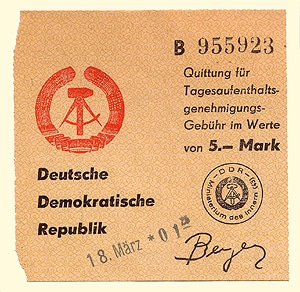 B 955923
Quittung für
Tagesaufenthalts-
genehmigungs-
Gebühr im Werte
von 5.— Mark
Deutsche
Demokratische
Republik
-DDR-
Ministerium des Innern
18. März * 01